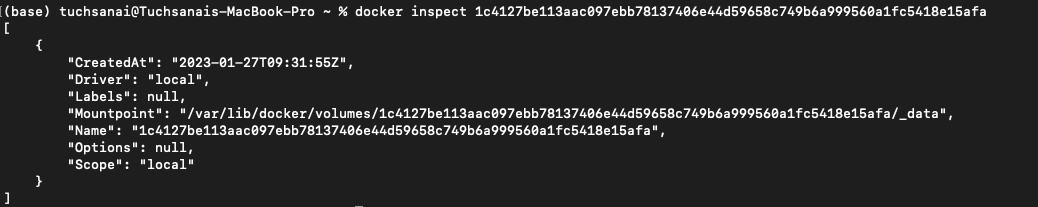 (base) tuchsanai@Tuchsanais-MacBook-Pro ~ % docker inspect 1c4127be113aac097ebb78137406e44d59658c749b6a999560a1fc5418e15afa
[
    {
        "CreatedAt": "2023-01-27T09:31:55Z",
        "Driver": "local",
        "Labels": null,
        "Mountpoint": "/var/lib/docker/volumes/1c4127be113aac097ebb78137406e44d59658c749b6a999560a1fc5418e15afa/_data",
        "Name": "1c4127be113aac097ebb78137406e44d59658c749b6a999560a1fc5418e15afa",
        "Options": null,
        "Scope": "local"
    }
]